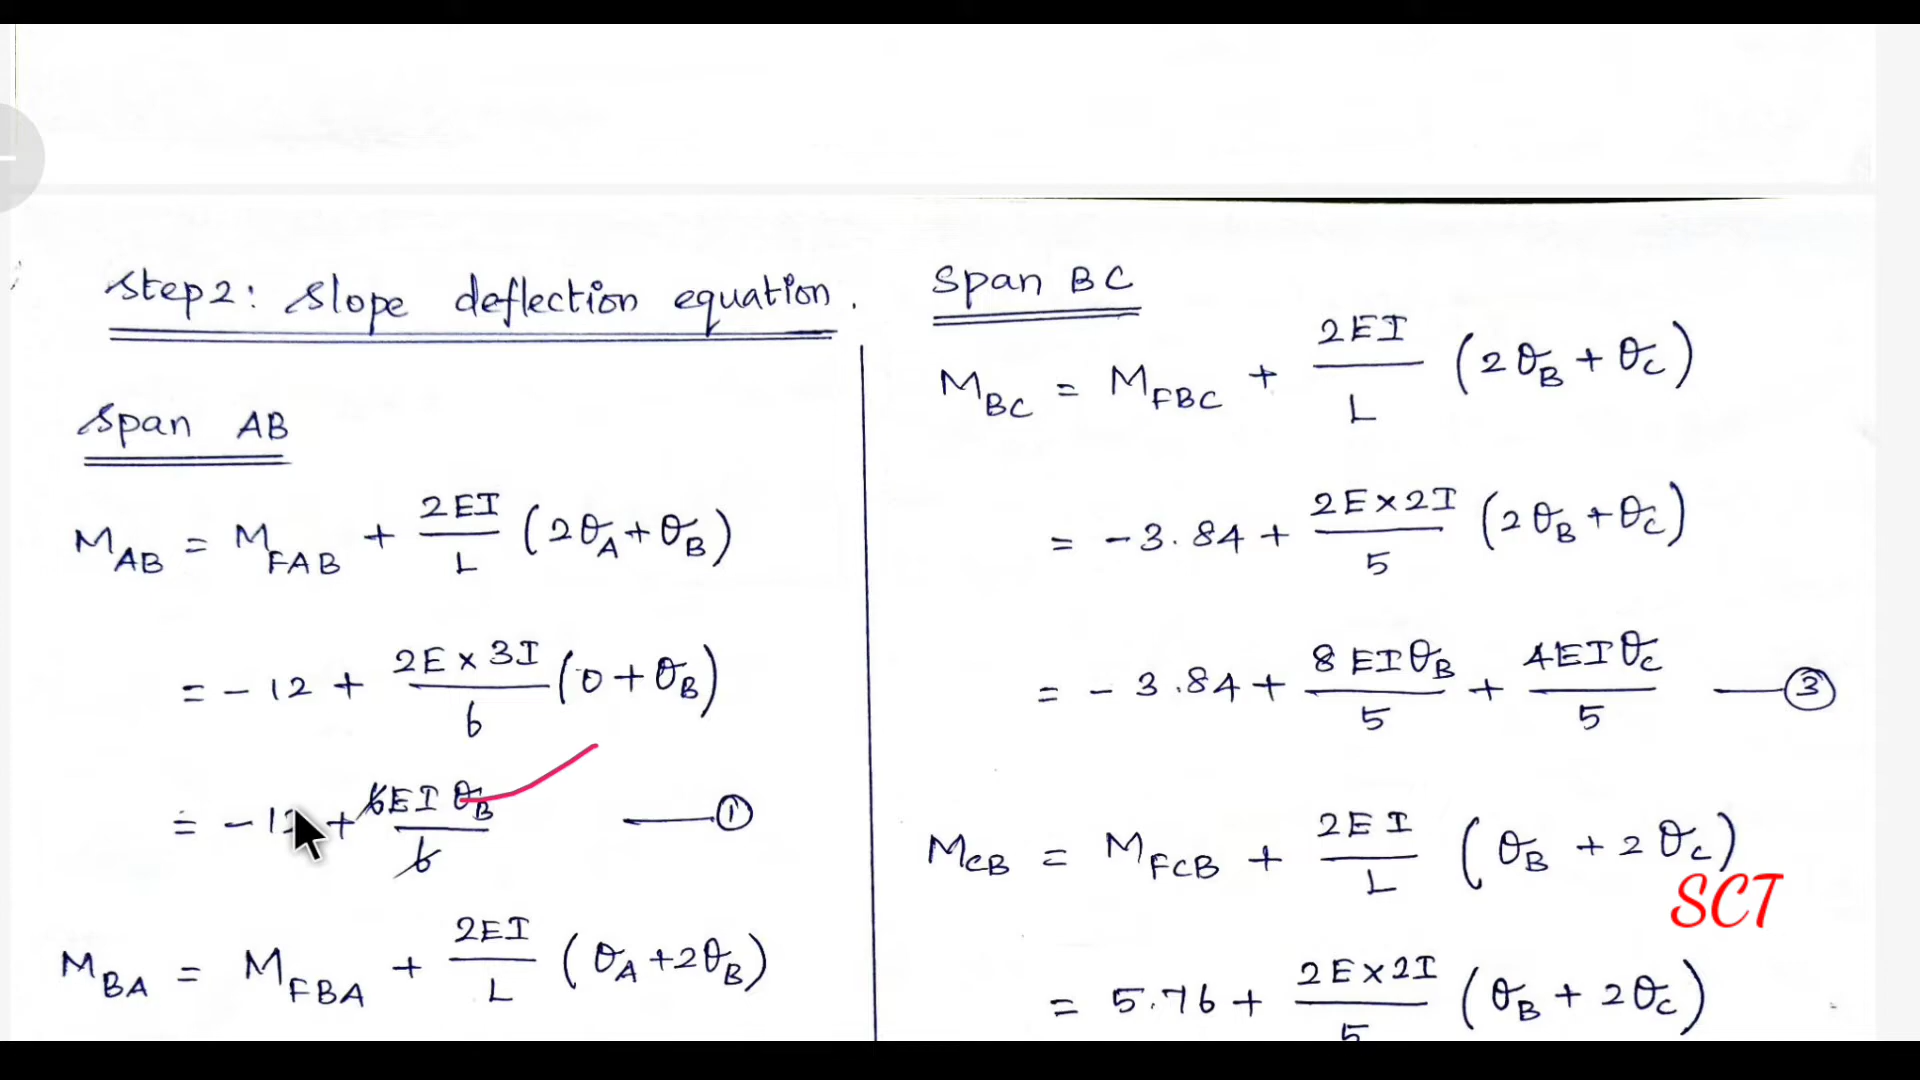 Step2: Slope deflection equation.
Span AB
M_AB = M_FAB + 2EI/L (2θ_A + θ_B)
= -12 + 2E×3I/6 (0 + θ_B)
= -12 + 6EIθ_B/6 —①
M_BA = M_FBA + 2EI/L (θ_A + 2θ_B)
Span BC
M_BC = M_FBC + 2EI/L (2θ_B + θ_C)
= -3.84 + 2E×2I/5 (2θ_B + θ_C)
= -3.84 + 8EIθ_B/5 + 4EIθ_C/5 —③
M_CB = M_FCB + 2EI/L (θ_B + 2θ_C)
SCT
= 5.76 + 2E×2I/5 (θ_B + 2θ_C)